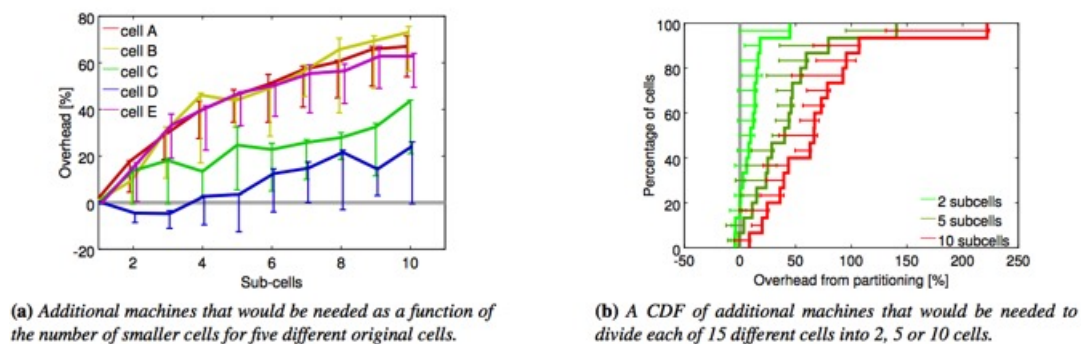 80
60
40
20
0
-20
Overhead [%]
cell A
cell B
cell C
cell D
cell E
2 4 6 8 10
Sub-cells
(a) Additional machines that would be needed as a function of
the number of smaller cells for five different original cells.
100
80
60
40
20
0
Percentage of cells
2 subcells
5 subcells
10 subcells
-50 0 50 100 150 200 250
Overhead from partitioning [%]
(b) A CDF of additional machines that would be needed to
divide each of 15 different cells into 2, 5 or 10 cells.